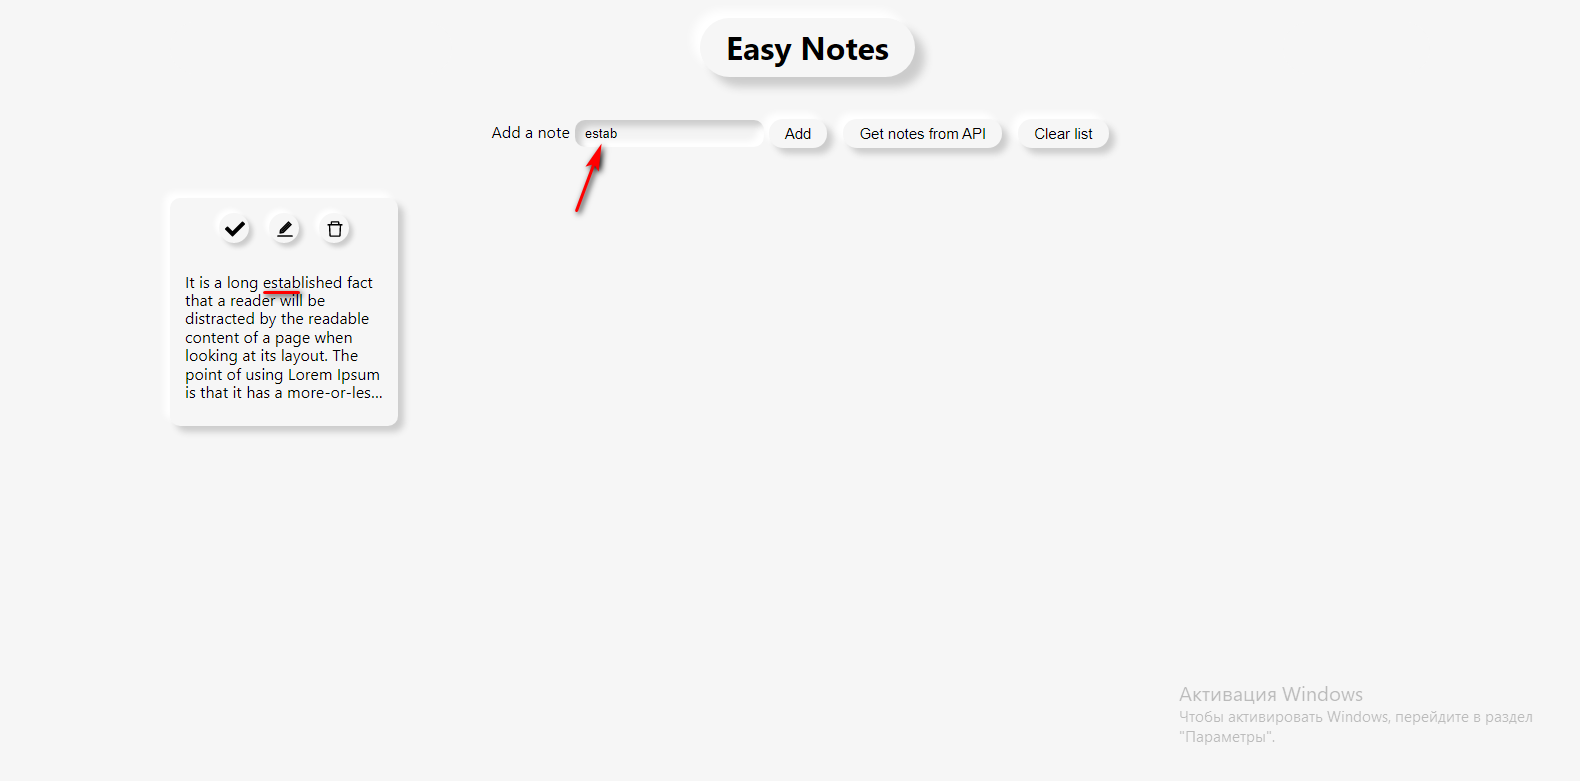 Easy Notes
Add a note estab Add Get notes from API Clear list
It is a long established fact
that a reader will be
distracted by the readable
content of a page when
looking at its layout. The
point of using Lorem Ipsum
is that it has a more-or-les...
Активация Windows
Чтобы активировать Windows, перейдите в раздел
"Параметры".